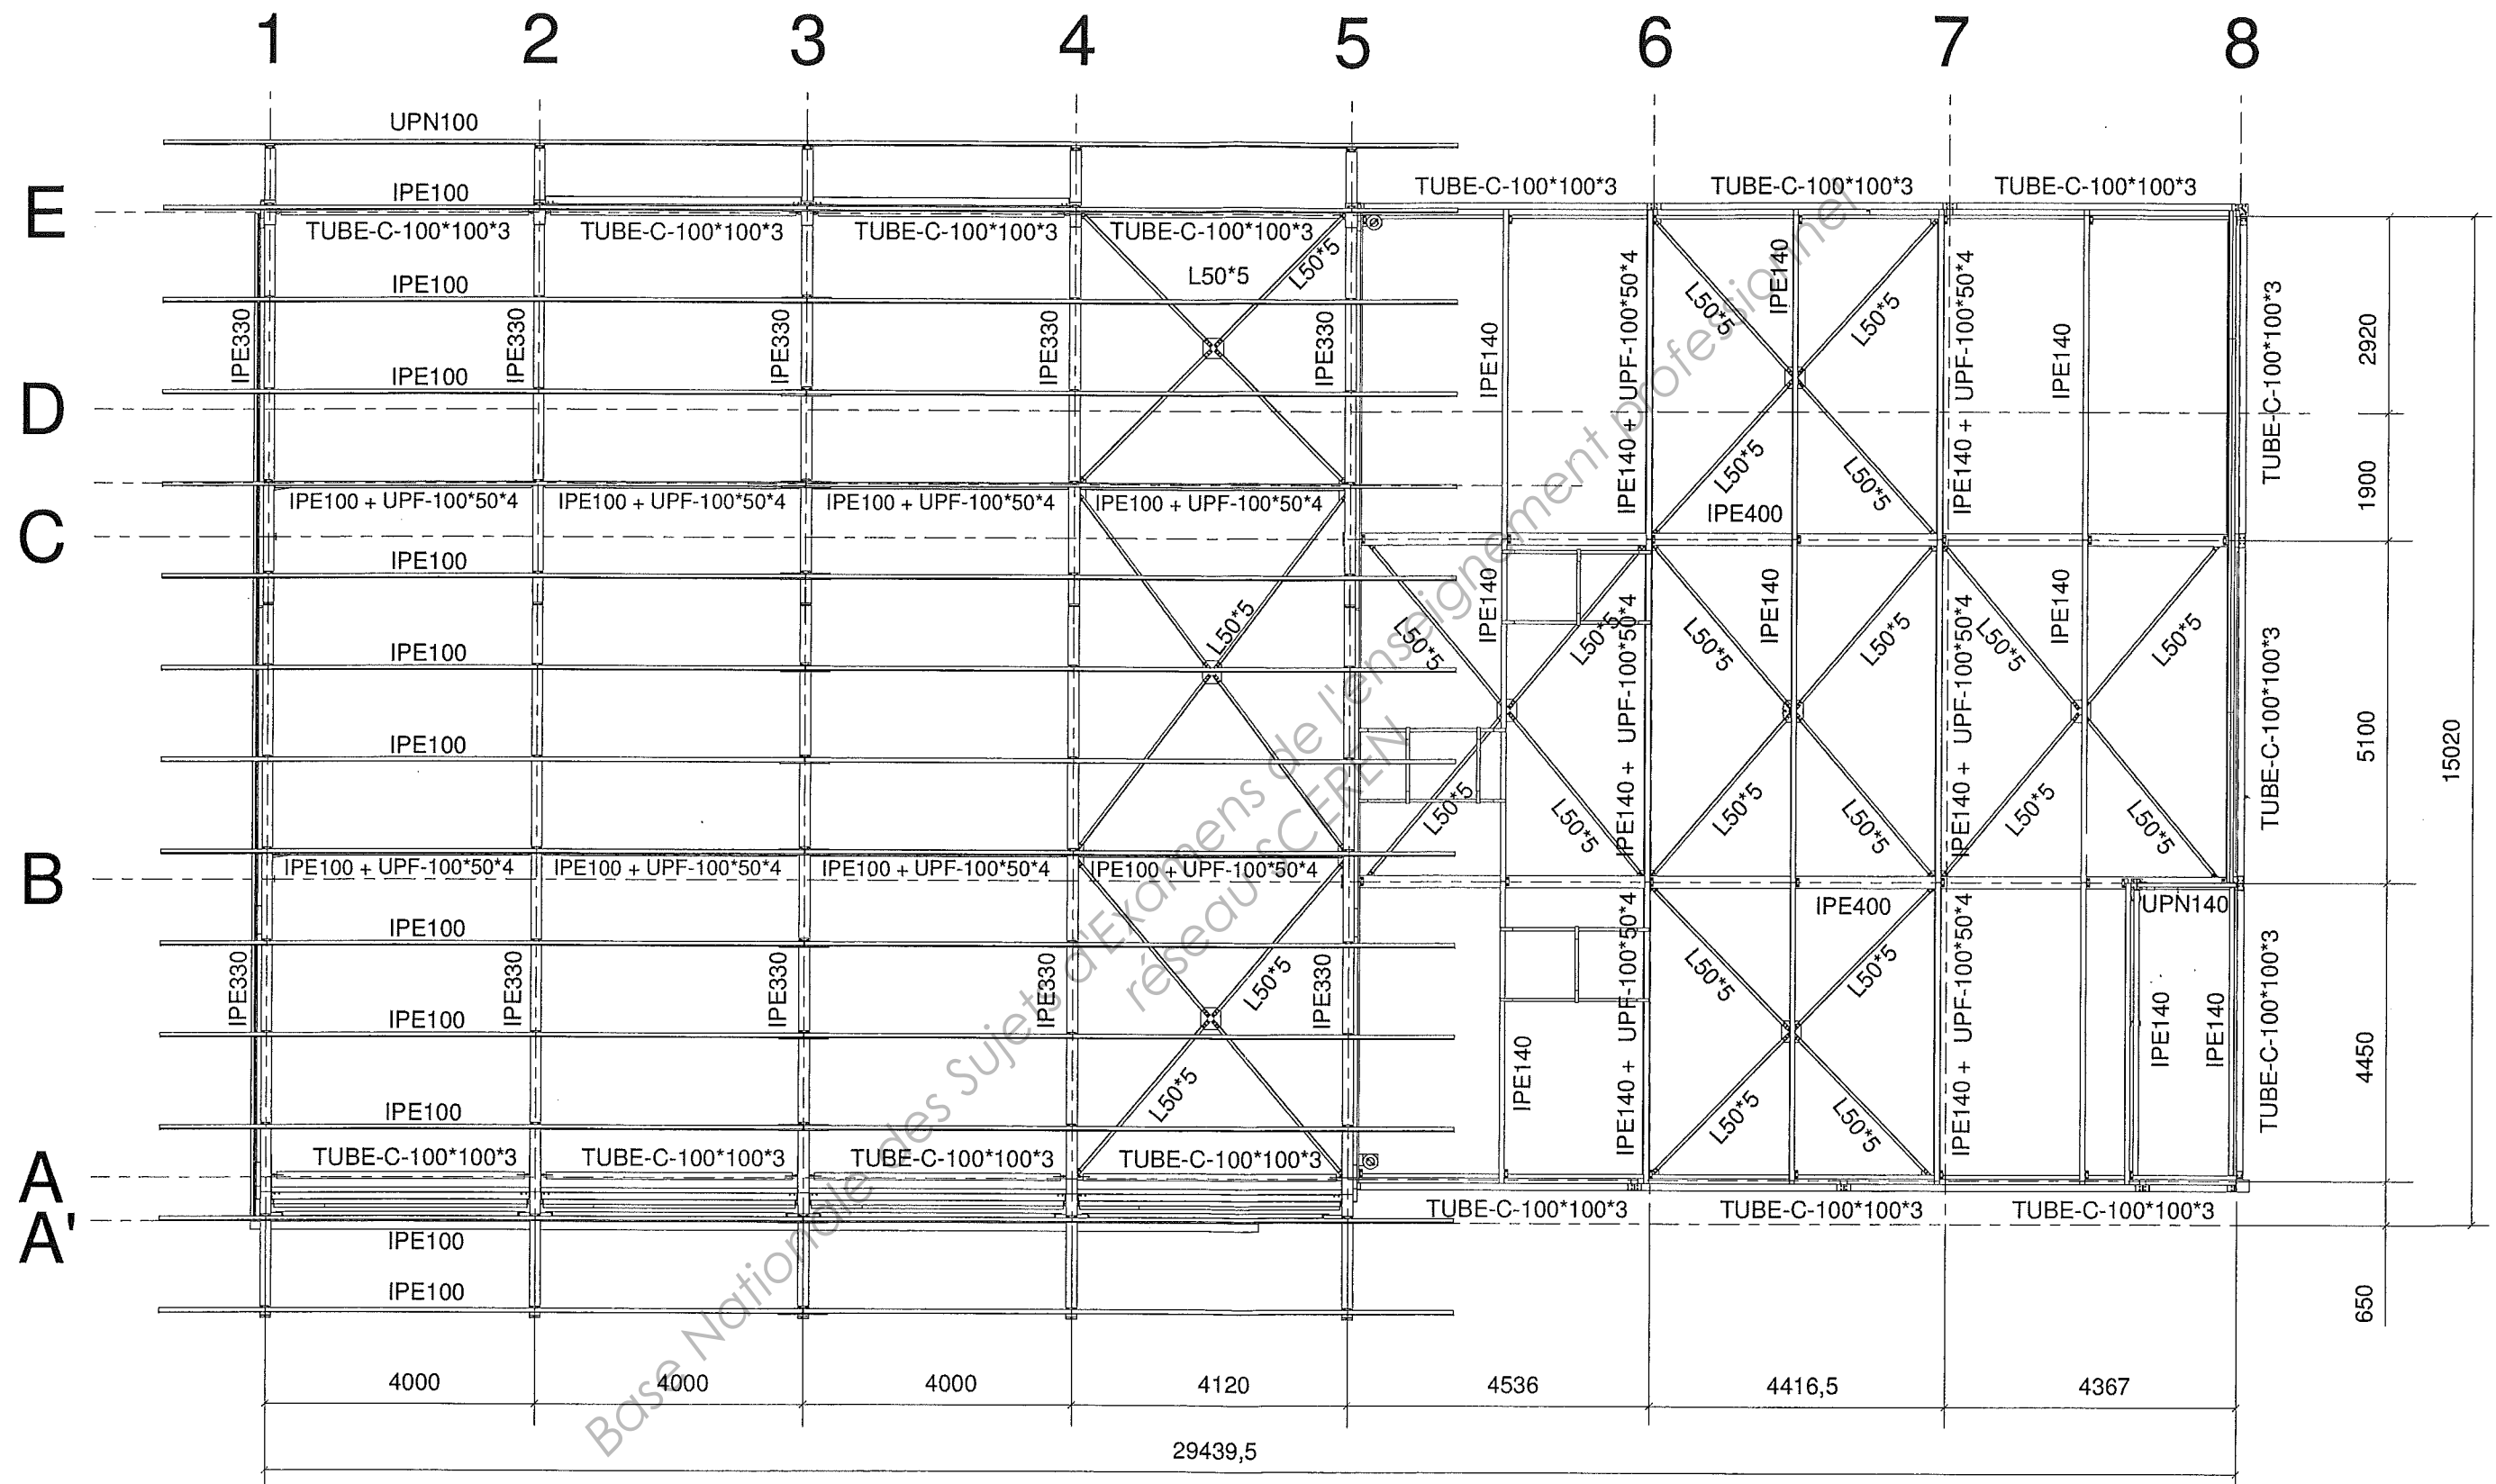 1 2 3 4 5 6 7 8
UPN100
E
IPE100
TUBE-C-100*100*3 TUBE-C-100*100*3 TUBE-C-100*100*3
TUBE-C-100*100*3 TUBE-C-100*100*3 TUBE-C-100*100*3 TUBE-C-100*100*3
IPE100
L50*5
L50*5
IPE330 IPE330 IPE330 IPE330 IPE330
IPE140
IPE140 + UPF-100*50*4
L50*5
IPE140
L50*5
IPE140 + UPF-100*50*4
IPE140
TUBE-C-100*100*3
2920
IPE100
D
L50*5
L50*5
1900
IPE100 + UPF-100*50*4 IPE100 + UPF-100*50*4 IPE100 + UPF-100*50*4 IPE100 + UPF-100*50*4
IPE400
C
IPE100
IPE140
IPE140
IPE140
L50*5
L50*5
L50*5
L50*5
L50*5
L50*5
L50*5
IPE140 + UPF-100*50*4
IPE140 + UPF-100*50*4
TUBE-C-100*100*3
IPE100
5100
15020
IPE100
L50*5
L50*5
L50*5
L50*5
L50*5
L50*5
B
IPE100 + UPF-100*50*4 IPE100 + UPF-100*50*4 IPE100 + UPF-100*50*4 IPE100 + UPF-100*50*4
IPE400
UPN140
IPE100
IPE330 IPE330 IPE330 IPE330 IPE330
L50*5
L50*5
L50*5
IPE140 + UPF-100*50*4
IPE140 + UPF-100*50*4
TUBE-C-100*100*3
IPE100
IPE140
IPE140
IPE140
4450
L50*5
L50*5
L50*5
IPE100
A
TUBE-C-100*100*3 TUBE-C-100*100*3 TUBE-C-100*100*3 TUBE-C-100*100*3
TUBE-C-100*100*3 TUBE-C-100*100*3 TUBE-C-100*100*3
A'
IPE100
IPE100
650
4000 4000 4000 4120 4536 4416,5 4367
29439,5
Base Nationale des Sujets d'Examens de l'enseignement professionnel
réseau SCEREN